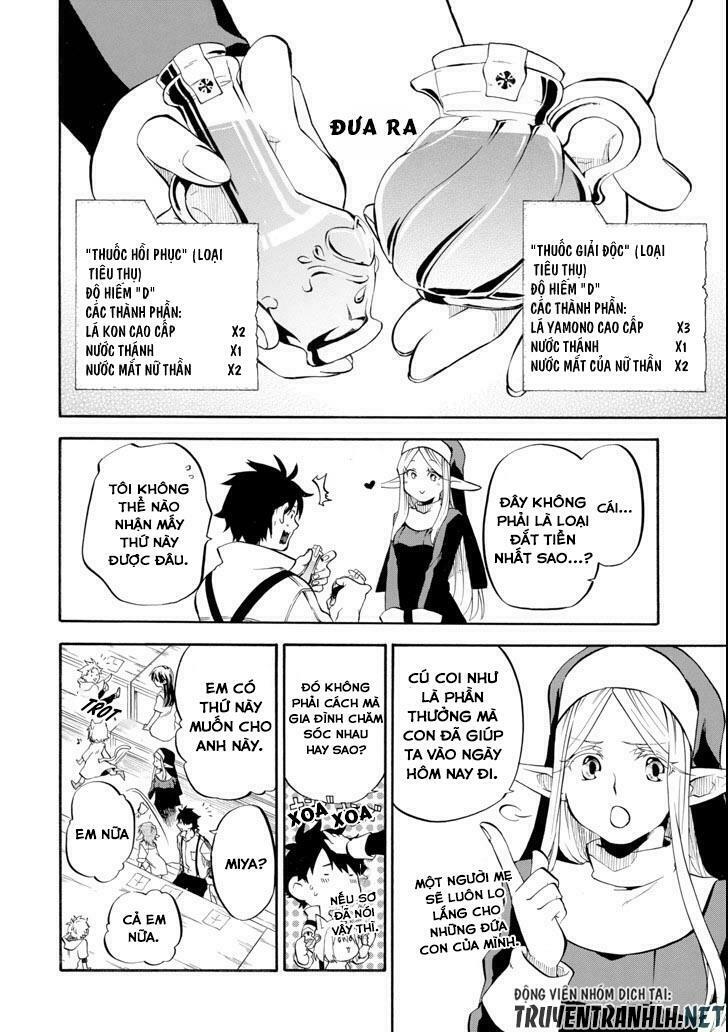 ĐƯA RA
"THUỐC HỒI PHỤC" (LOẠI
TIÊU THỤ)
ĐỘ HIẾM "D"
CÁC THÀNH PHẦN:
LÁ KON CAO CẤP X2
NƯỚC THÁNH X1
NƯỚC MẮT NỮ THẦN X2
"THUỐC GIẢI ĐỘC" (LOẠI
TIÊU THỤ)
ĐỘ HIẾM "D"
CÁC THÀNH PHẦN:
LÁ YAMONO CAO CẤP X3
NƯỚC THÁNH X1
NƯỚC MẮT CỦA NỮ THẦN X2
CÁI...
ĐÂY KHÔNG
PHẢI LÀ LOẠI
ĐẮT TIỀN
NHẤT SAO...?
TÔI KHÔNG
THỂ NÀO
NHẬN MẤY
THỨ NÀY
ĐƯỢC ĐÂU.
CÚ COI NHƯ
LÀ PHẦN
THƯỞNG MÀ
CON ĐÃ GIÚP
TA VÀO NGÀY
HÔM NAY ĐI.
MỘT NGƯỜI MẸ
SẼ LUÔN LO
LẮNG CHO
NHỮNG ĐỨA
CON CỦA MÌNH.
ĐÓ KHÔNG
PHẢI CÁCH MÀ
GIA ĐÌNH CHĂM
SÓC NHAU
HAY SAO?
XOA
XOA
NẾU SƠ
ĐÃ NÓI
VẬY THÌ.
EM CÓ
THỨ NÀY
MUỐN CHO
ANH NÀY.
TRÓT.
MIYA?
EM NỮA
CẢ EM
NỮA.
ĐỘNG VIÊN NHÓM DỊCH TẠI:
TRUYENTRANHLH.NET